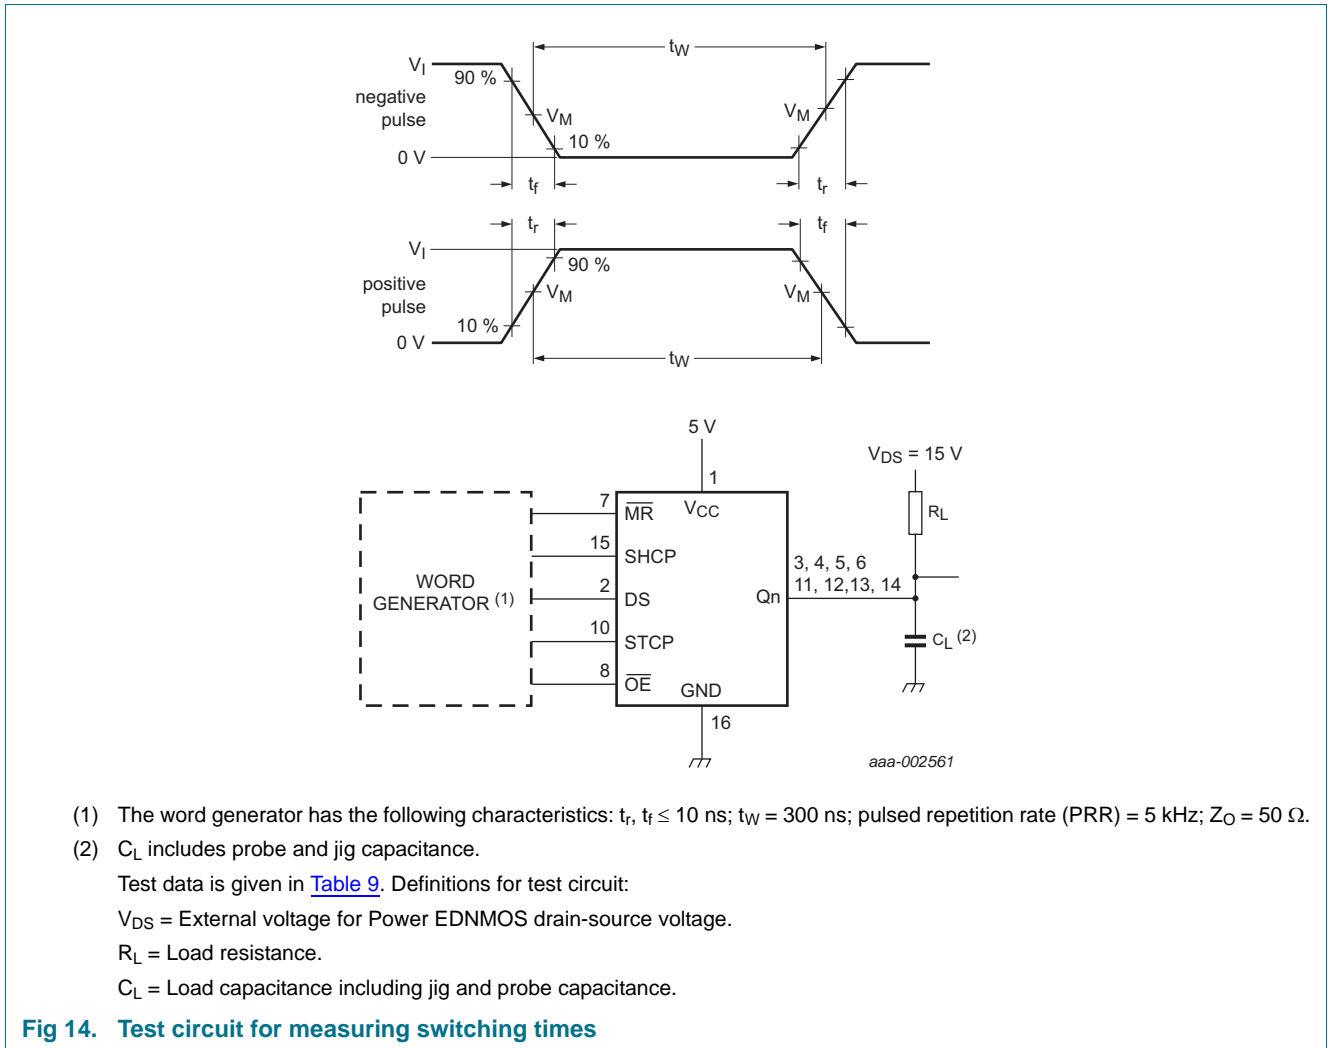 tW
VI
90 %
negative
pulse
VM
VM
10 %
0 V
tf
tr
tr
tf
VI
90 %
positive
pulse
VM
VM
10 %
0 V
tW
5 V
VDS = 15 V
1
7
MR
VCC
RL
15
SHCP
3, 4, 5, 6
WORD
GENERATOR (1)
2
DS
Qn
11, 12,13, 14
10
STCP
CL (2)
8
OE
GND
16
aaa-002561
(1) The word generator has the following characteristics: tr, tf ≤ 10 ns; tW = 300 ns; pulsed repetition rate (PRR) = 5 kHz; ZO = 50 Ω.
(2) CL includes probe and jig capacitance.
Test data is given in Table 9. Definitions for test circuit:
VDS = External voltage for Power EDNMOS drain-source voltage.
RL = Load resistance.
CL = Load capacitance including jig and probe capacitance.
Fig 14. Test circuit for measuring switching times